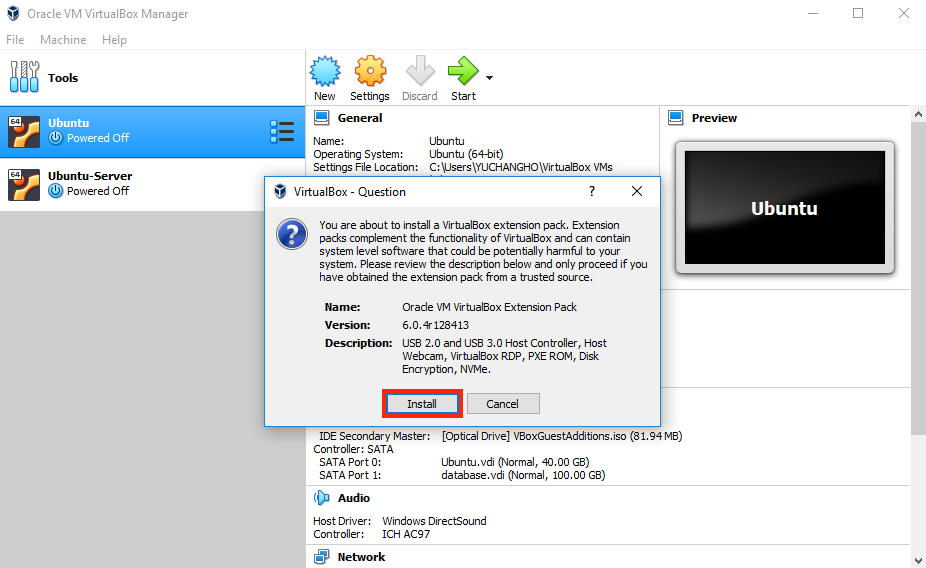 Oracle VM VirtualBox Manager
File Machine Help
Tools
New Settings Discard Start
64
Ubuntu
Powered Off
64
Ubuntu-Server
Powered Off
General
Name: Ubuntu
Operating System: Ubuntu (64-bit)
Settings File Location: C:\Users\YUCHANGHO\VirtualBox VMs
Preview
Ubuntu
VirtualBox - Question
?
You are about to install a VirtualBox extension pack. Extension
packs complement the functionality of VirtualBox and can contain
system level software that could be potentially harmful to your
system. Please review the description below and only proceed if you
have obtained the extension pack from a trusted source.
Name: Oracle VM VirtualBox Extension Pack
Version: 6.0.4r128413
Description: USB 2.0 and USB 3.0 Host Controller, Host
Webcam, VirtualBox RDP, PXE ROM, Disk
Encryption, NVMe.
Install Cancel
IDE Secondary Master: [Optical Drive] VBoxGuestAdditions.iso (81.94 MB)
Controller: SATA
SATA Port 0: Ubuntu.vdi (Normal, 40.00 GB)
SATA Port 1: database.vdi (Normal, 100.00 GB)
Audio
Host Driver: Windows DirectSound
Controller: ICH AC97
Network